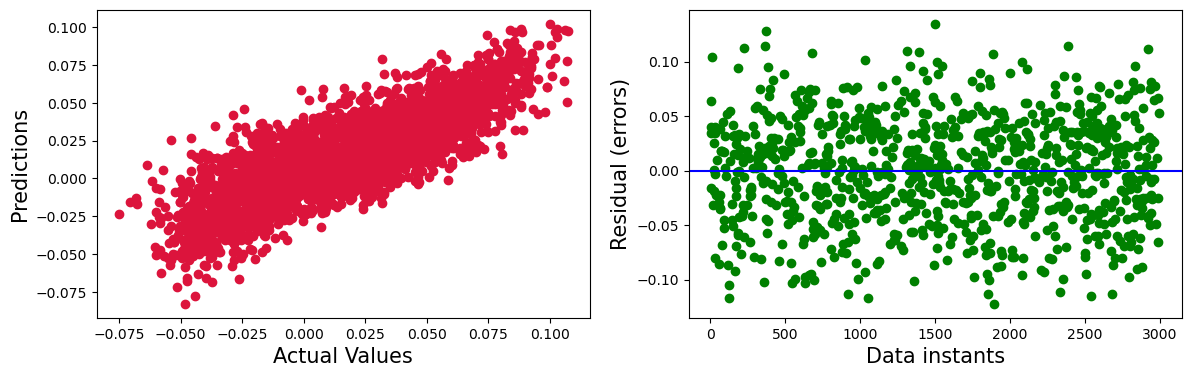 0.100
0.075
0.050
0.025
0.000
−0.025
−0.050
−0.075
Predictions
−0.075 −0.050 −0.025 0.000 0.025 0.050 0.075 0.100
Actual Values
0.10
0.05
0.00
−0.05
−0.10
Residual (errors)
0 500 1000 1500 2000 2500 3000
Data instants